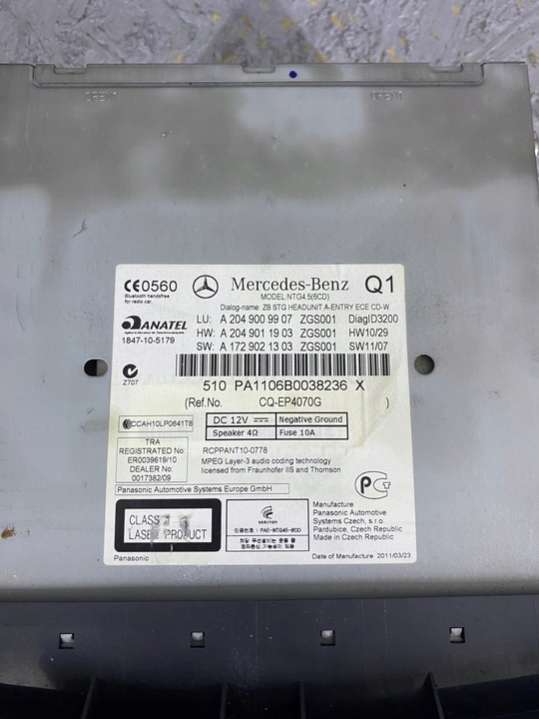 CE0560
Bluetooth handsfree
for radio car.
Mercedes-Benz Q1
MODEL NTG4.5(6CD)
Dialog-name: ZB STG HEADUNIT A-ENTRY ECE CD-W
ANATEL
1847-10-5179
LU: A 204 900 99 07 ZGS001 DiagID3200
HW: A 204 901 19 03 ZGS001 HW10/29
SW: A 172 902 13 03 ZGS001 SW11/07
Z707
510 PA1106B0038236 X
(Ref.No. CQ-EP4070G
CCAH10LP0641T8
DC 12V Negative Ground
Speaker 4Ω Fuse 10A
TRA
REGISTRATED No
ER0039619/10
DEALER No.
0017382/09
RCPPANT10-0778
MPEG Layer-3 audio coding technology
licensed from Fraunhofer IIS and Thomson
Panasonic Automotive Systems Europe GmbH
CLASS 1
LASER PRODUCT
Panasonic
Manufacture
Panasonic Automotive
Systems Czech, s.r.o.
Pardubice, Czech Republic
Made in Czech Republic
Date of Manufacture 2011/03/23